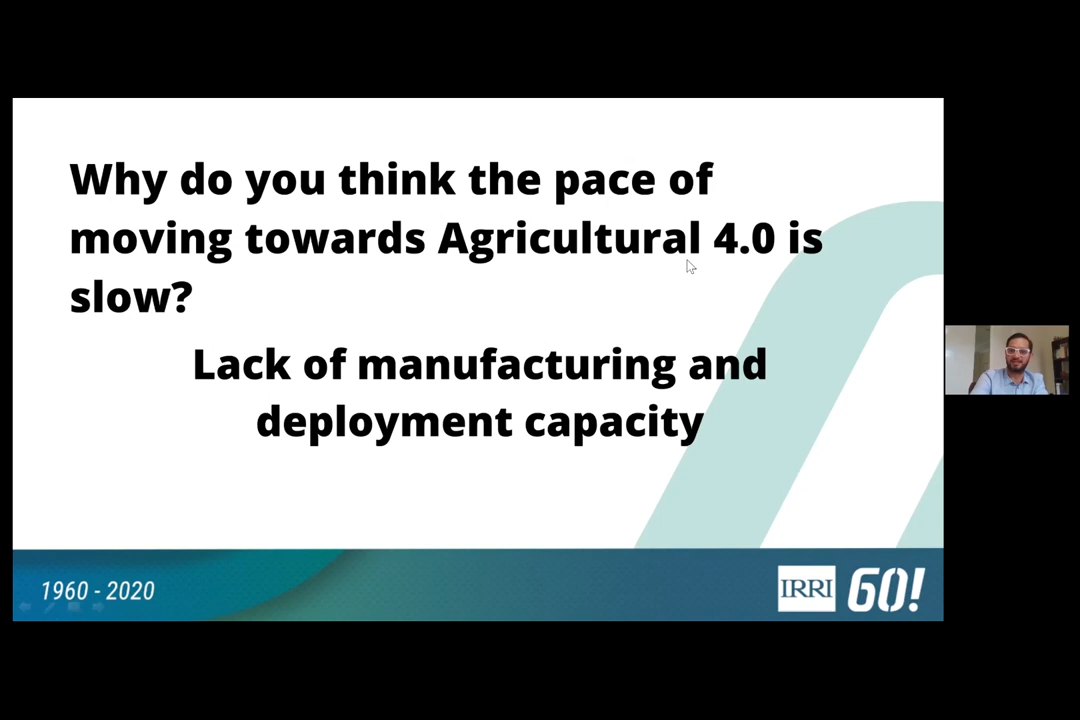 Why do you think the pace of
moving towards Agricultural 4.0 is
slow?
Lack of manufacturing and
deployment capacity
1960 - 2020
IRRI 60!